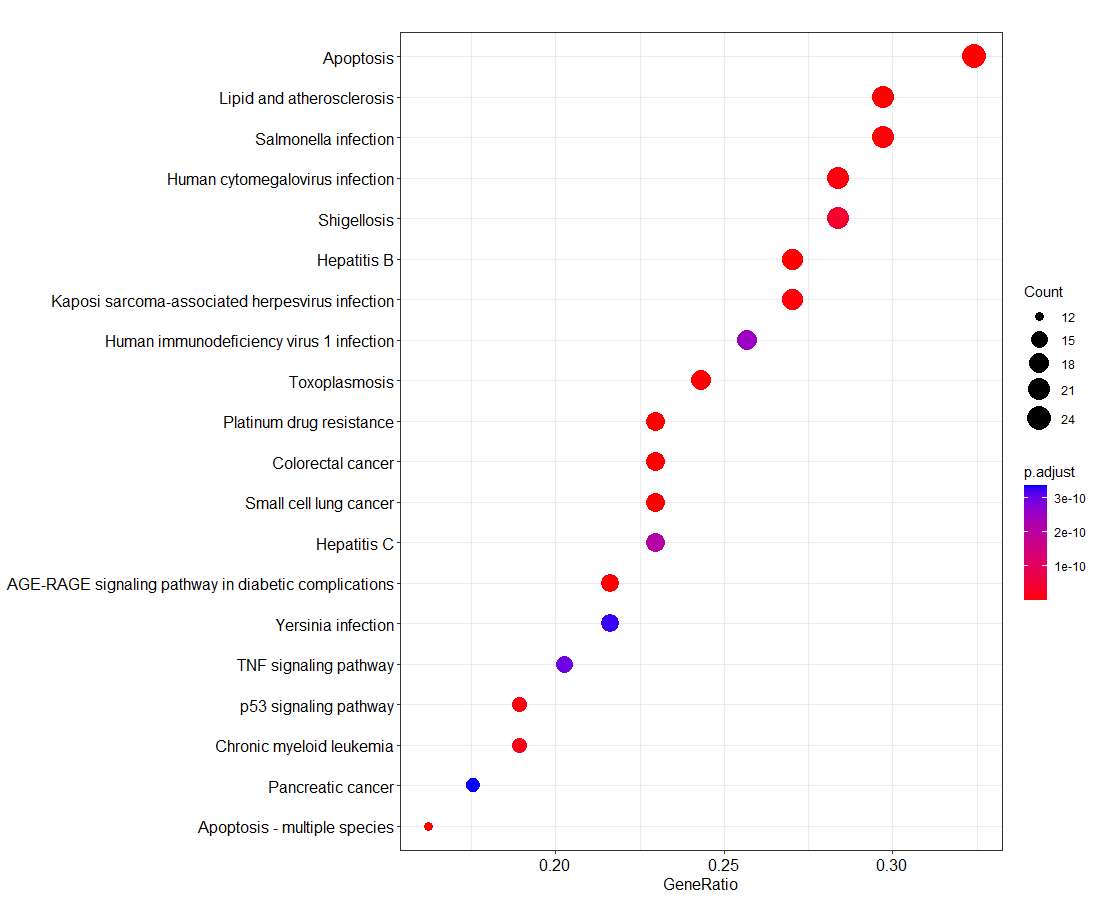 Apoptosis
Lipid and atherosclerosis
Salmonella infection
Human cytomegalovirus infection
Shigellosis
Hepatitis B
Kaposi sarcoma-associated herpesvirus infection
Human immunodeficiency virus 1 infection
Toxoplasmosis
Platinum drug resistance
Colorectal cancer
Small cell lung cancer
Hepatitis C
AGE-RAGE signaling pathway in diabetic complications
Yersinia infection
TNF signaling pathway
p53 signaling pathway
Chronic myeloid leukemia
Pancreatic cancer
Apoptosis - multiple species
0.20 0.25 0.30
GeneRatio
Count
12
15
18
21
24
p.adjust
3e-10
2e-10
1e-10